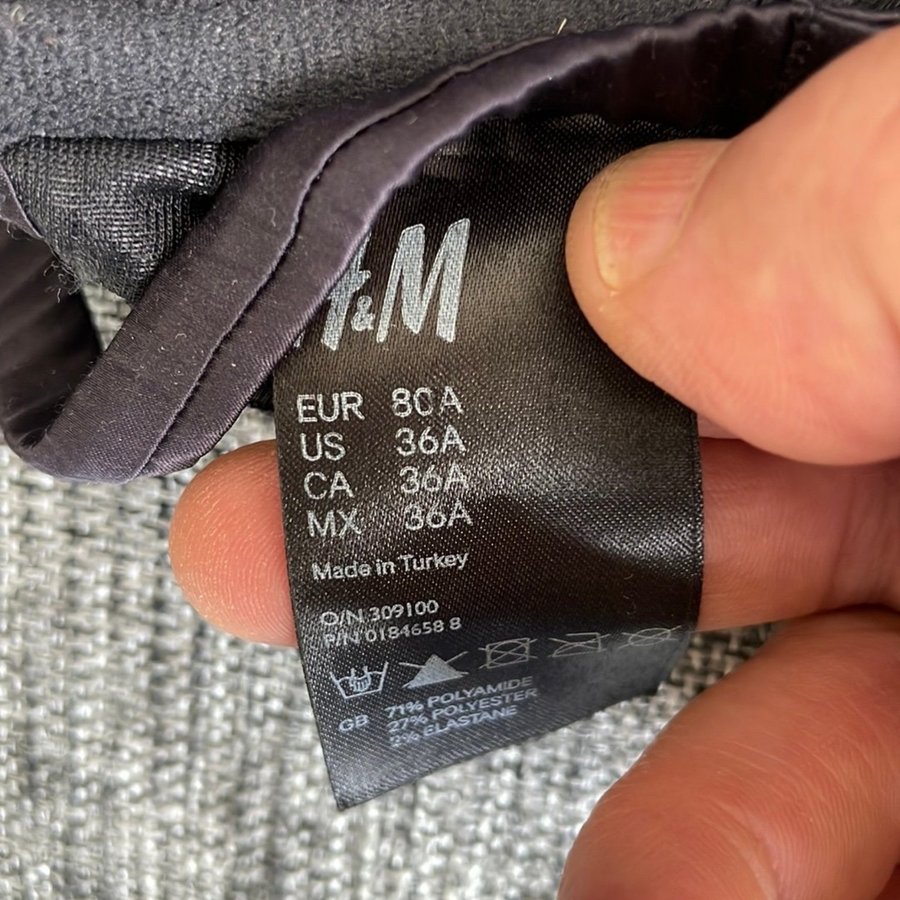 H&M
EUR 80A
US 36A
CA 36A
MX 36A
Made in Turkey
O/N 309100
P/N 0184658 8
GB 71% POLYAMIDE
27% POLYESTER
2% ELASTANE